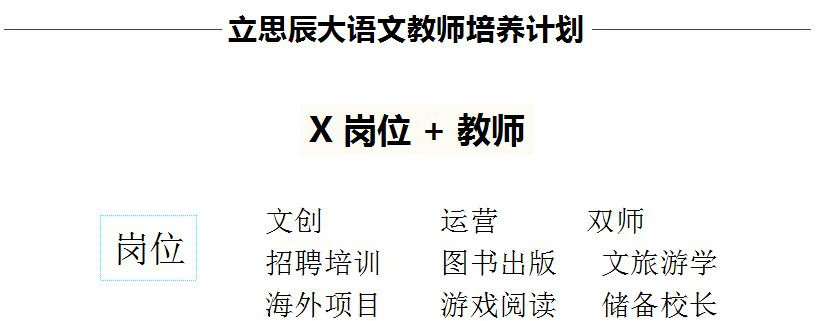 立思辰大语文教师培养计划
X 岗位 + 教师
岗位
文创 运营 双师
招聘培训 图书出版 文旅游学
海外项目 游戏阅读 储备校长